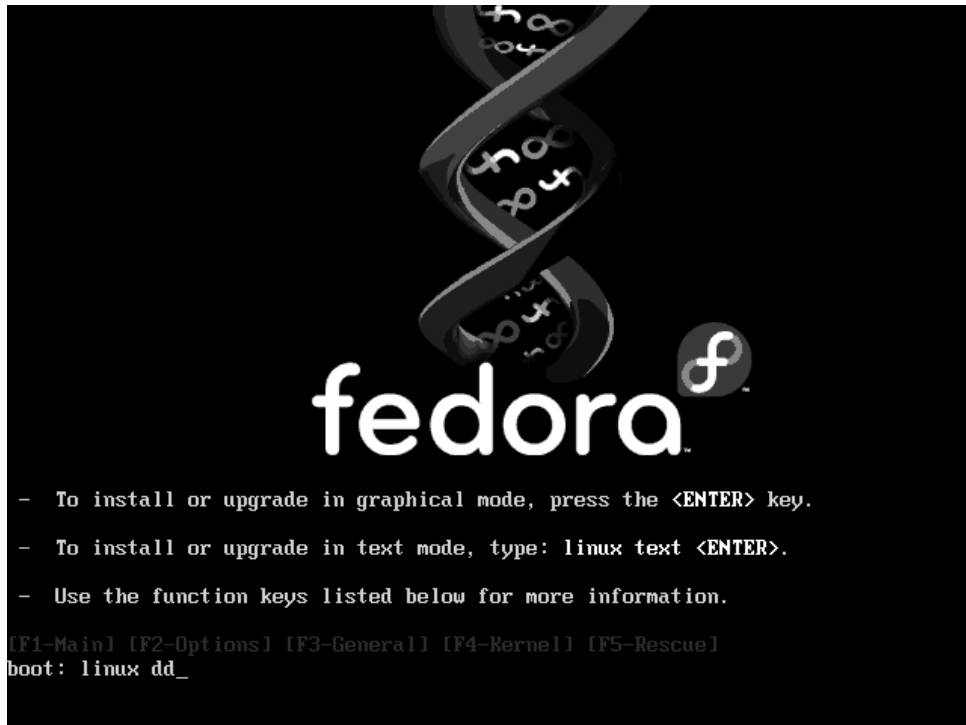 fedora™
- To install or upgrade in graphical mode, press the <ENTER> key.
- To install or upgrade in text mode, type: linux text <ENTER>.
- Use the function keys listed below for more information.
[F1-Main] [F2-Options] [F3-General] [F4-Kernel] [F5-Rescue]
boot: linux dd_